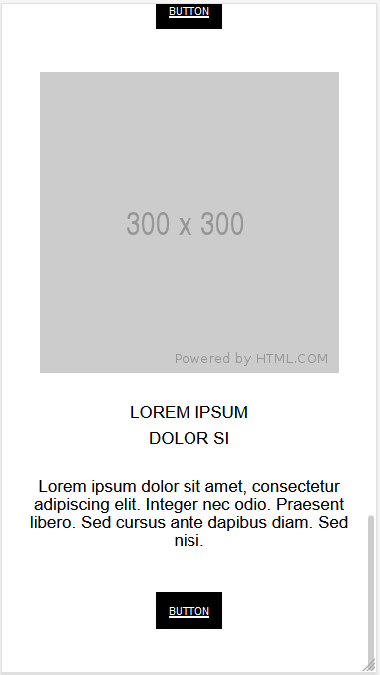 BUTTON
300 x 300
Powered by HTML.COM
LOREM IPSUM
DOLOR SI
Lorem ipsum dolor sit amet, consectetur
adipiscing elit. Integer nec odio. Praesent
libero. Sed cursus ante dapibus diam. Sed
nisi.
BUTTON